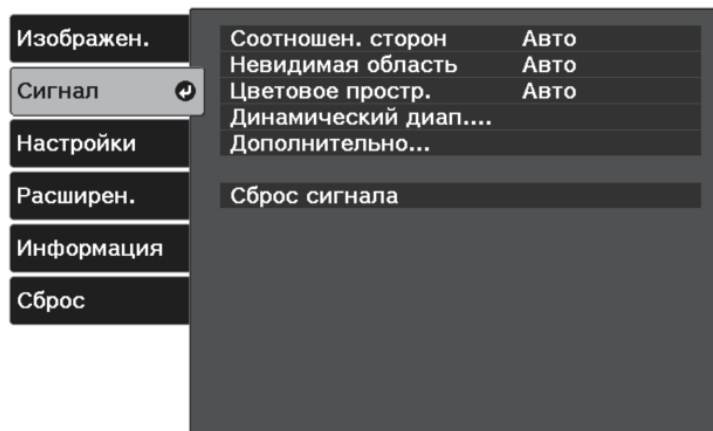 Изображен.
Сигнал
Настройки
Расширен.
Информация
Сброс
Соотношен. сторон Авто
Невидимая область Авто
Цветовое простр. Авто
Динамический диап....
Дополнительно...
Сброс сигнала